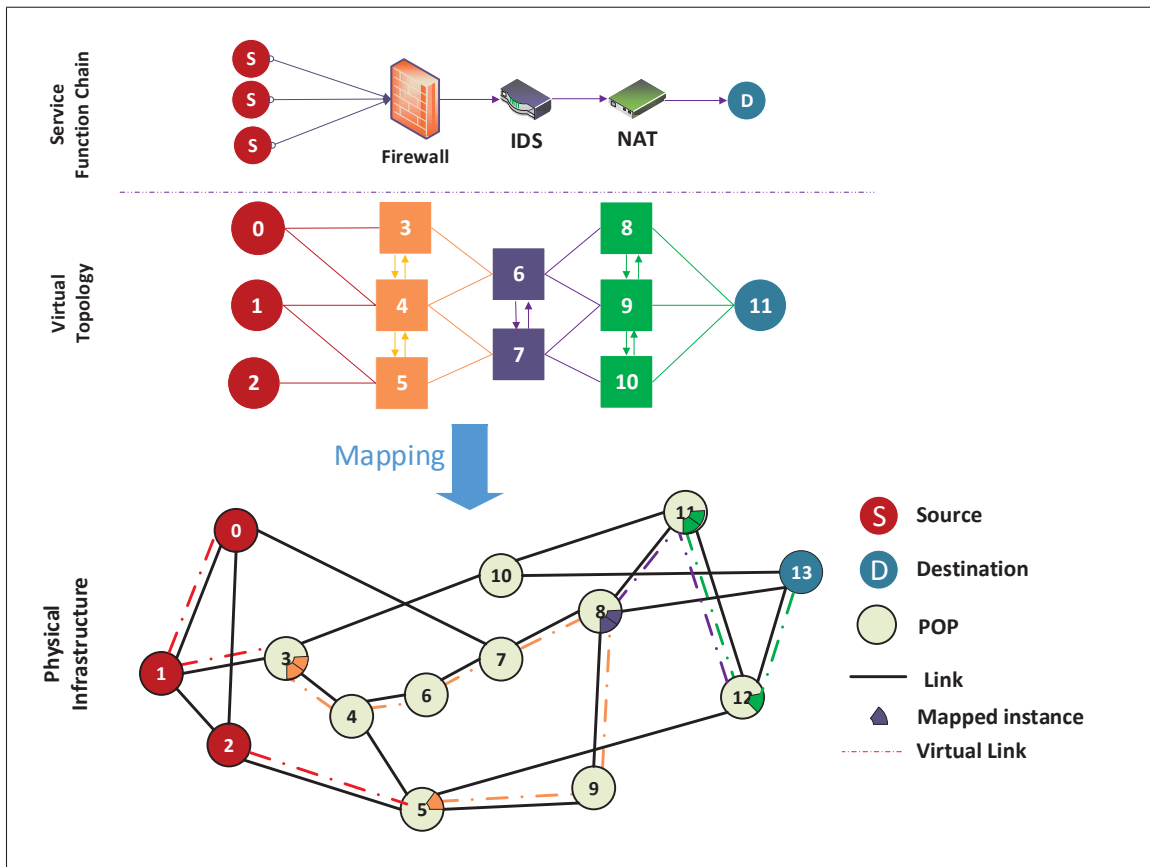 Service
Function Chain
S
S
S
Firewall
IDS
NAT
D
Virtual
Topology
0
1
2
3
4
5
6
7
8
9
10
11
Mapping
Physical
Infrastructure
0
1
2
3
4
5
6
7
8
9
10
11
12
13
S Source
D Destination
POP
Link
Mapped instance
Virtual Link